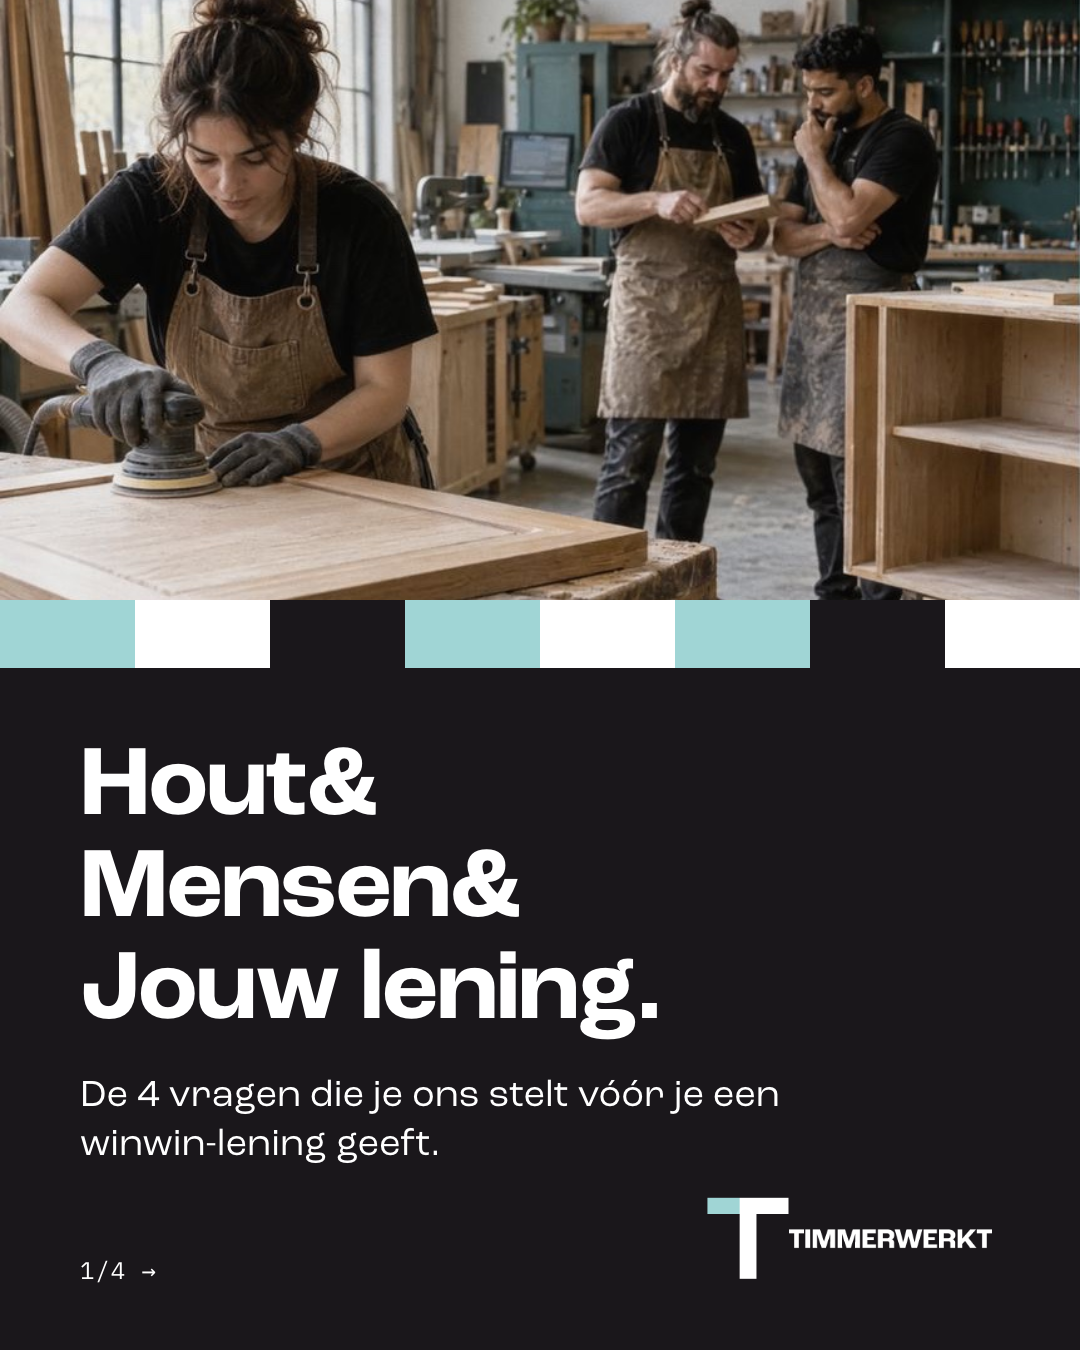 Hout&
Mensen&
Jouw lening.
De 4 vragen die je ons stelt vóór je een
winwin-lening geeft.
TIMMERWERKT
1/4 →